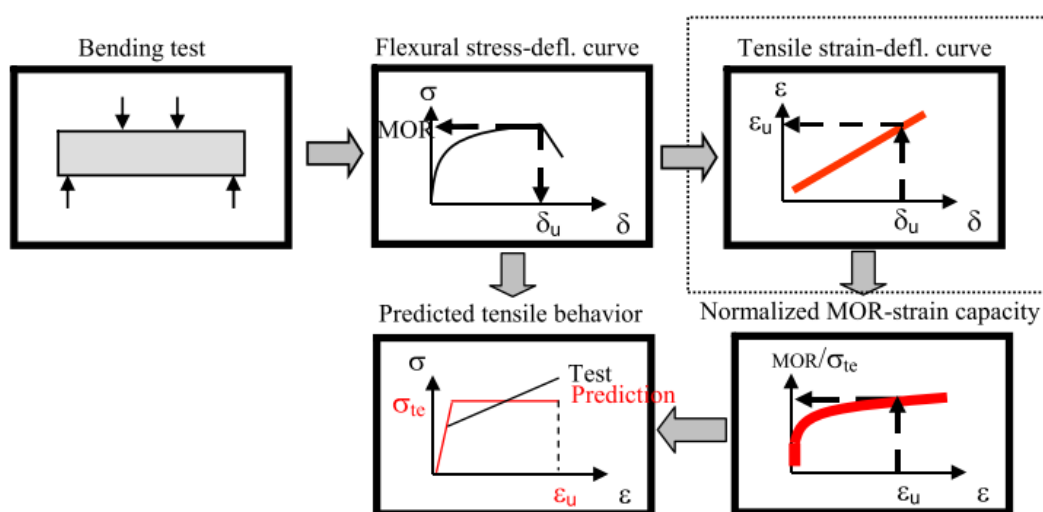 Bending test
Flexural stress-defl. curve
σ
MOR
δu
δ
Tensile strain-defl. curve
ε
εu
δu
δ
Predicted tensile behavior
σ
Test
Prediction
σte
εu
ε
Normalized MOR-strain capacity
MOR/σte
εu
ε